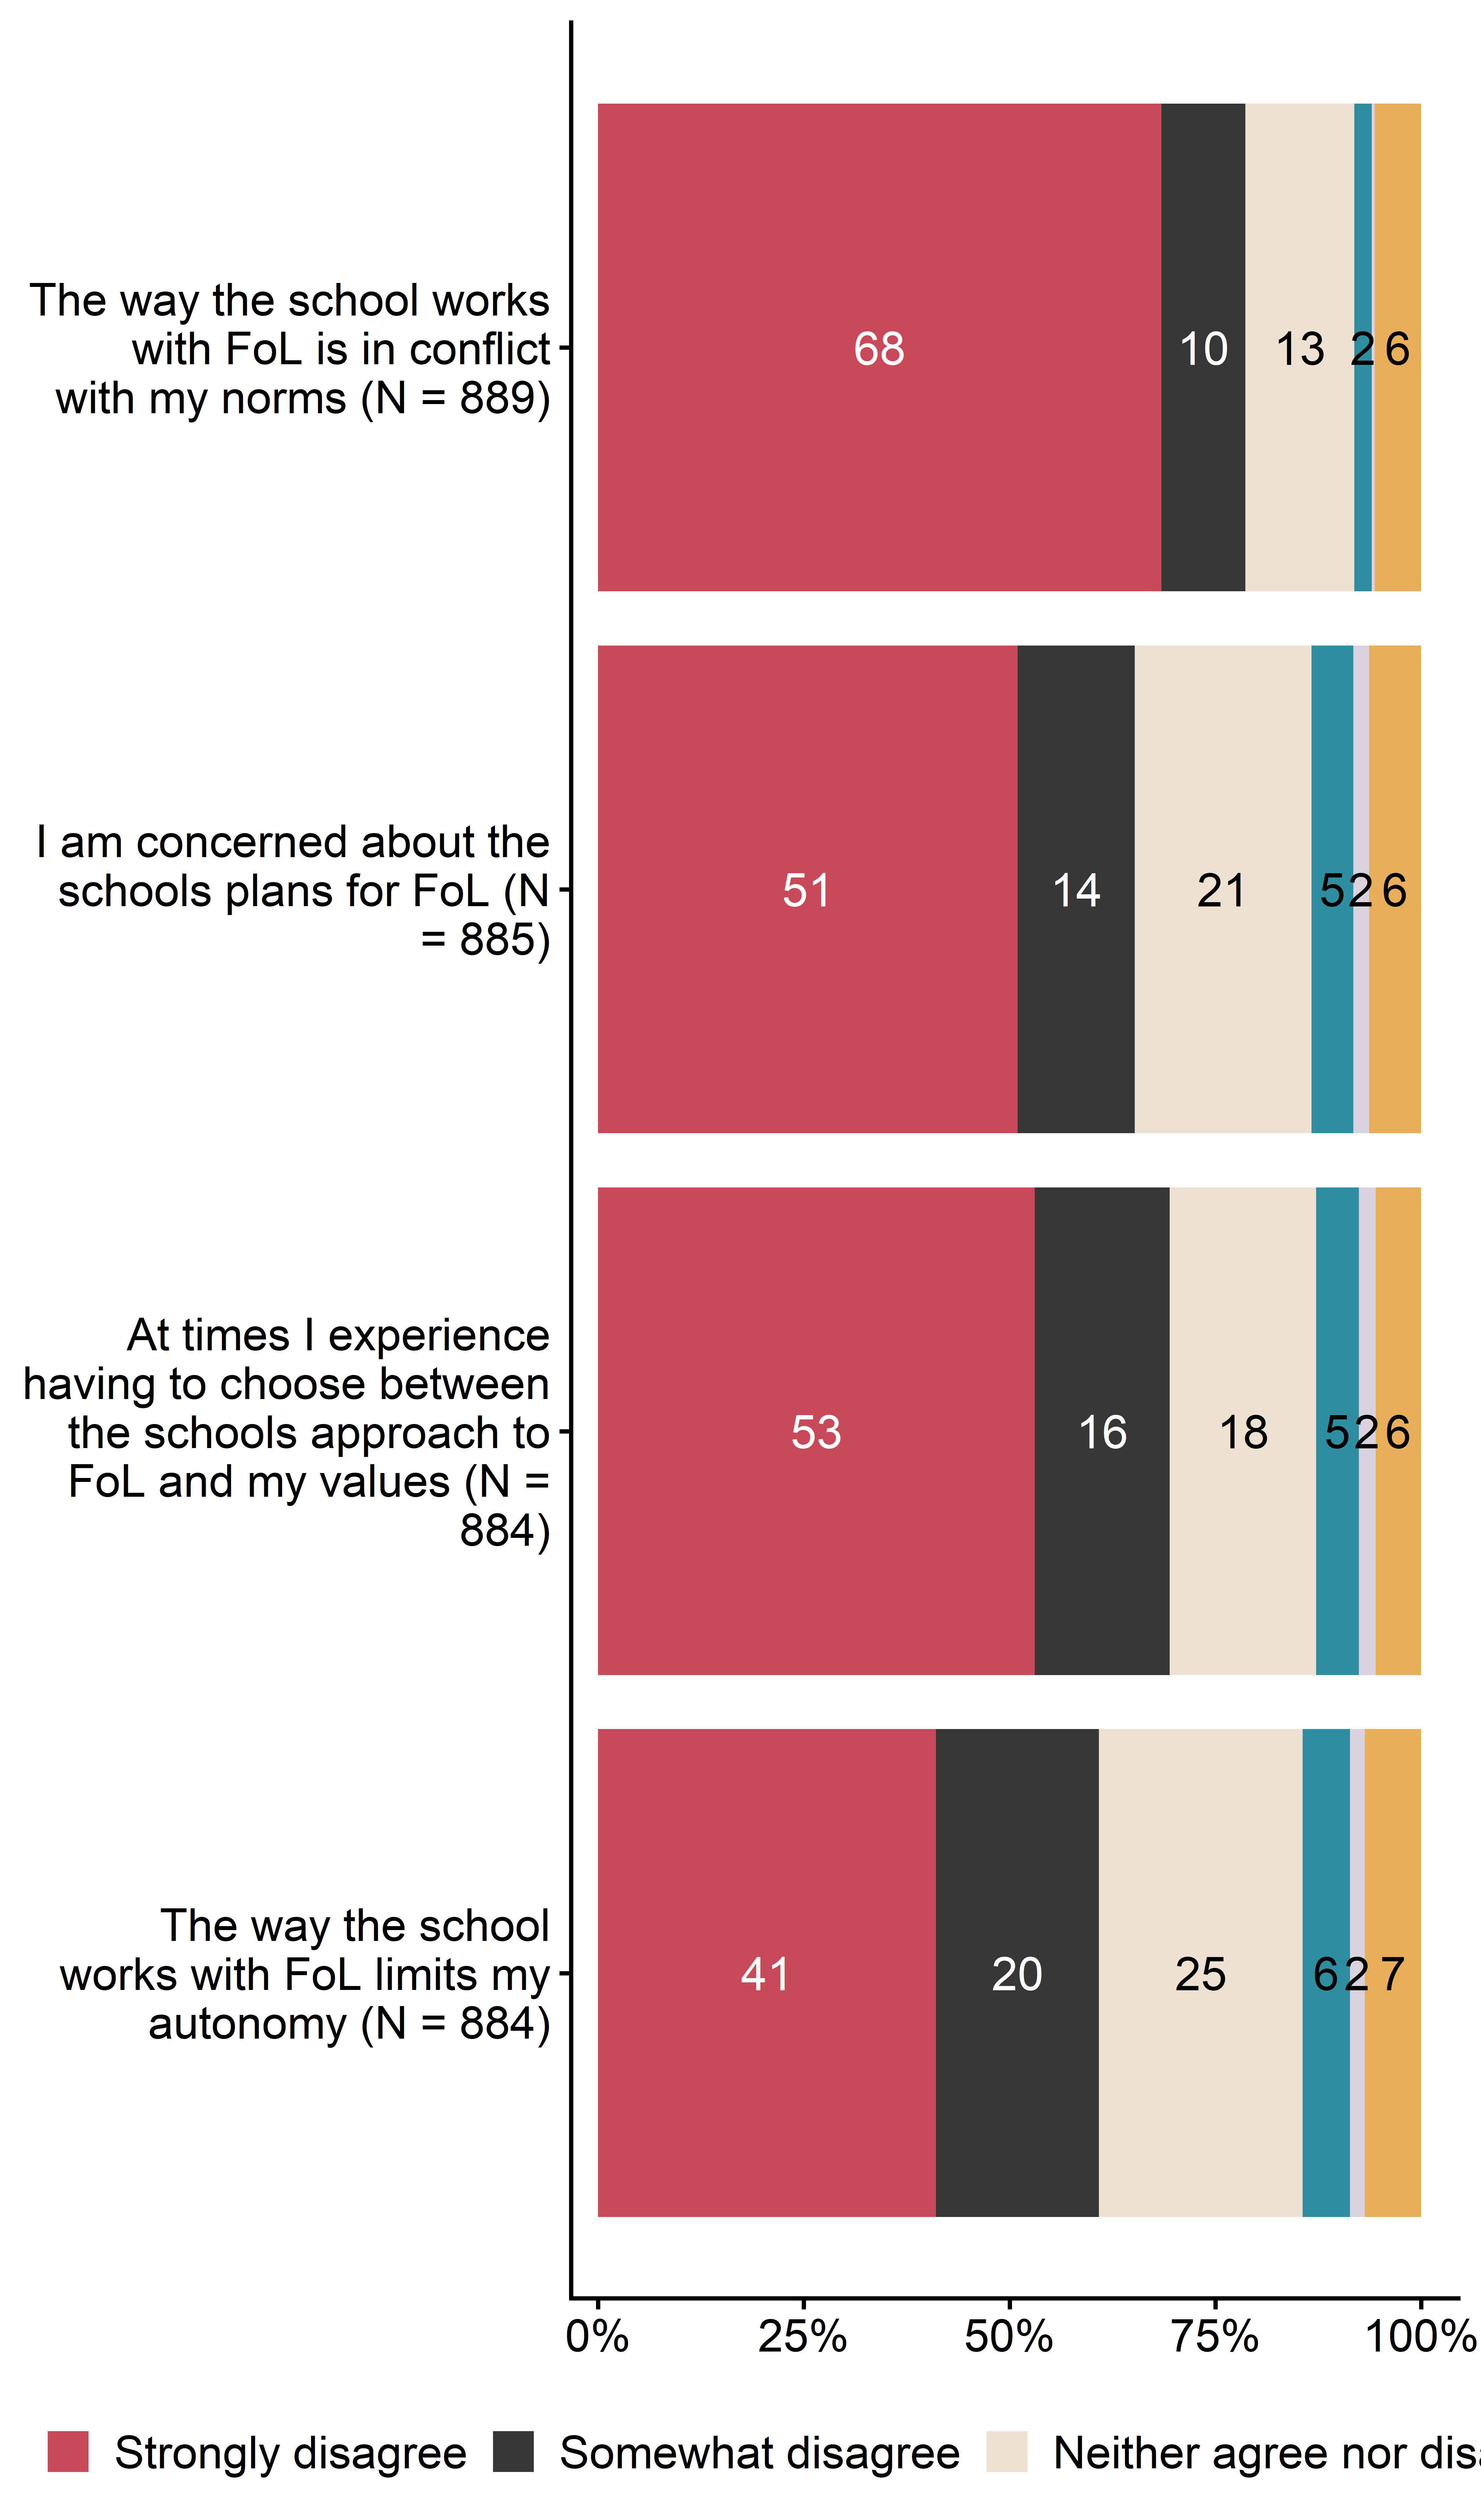 The way the school works
with FoL is in conflict
with my norms (N = 889)
68 10 13 2 6
I am concerned about the
schools plans for FoL (N
= 885)
51 14 21 5 2 6
At times I experience
having to choose between
the schools approach to
FoL and my values (N =
884)
53 16 18 5 2 6
The way the school
works with FoL limits my
autonomy (N = 884)
41 20 25 6 2 7
0% 25% 50% 75% 100%
Strongly disagree Somewhat disagree Neither agree nor